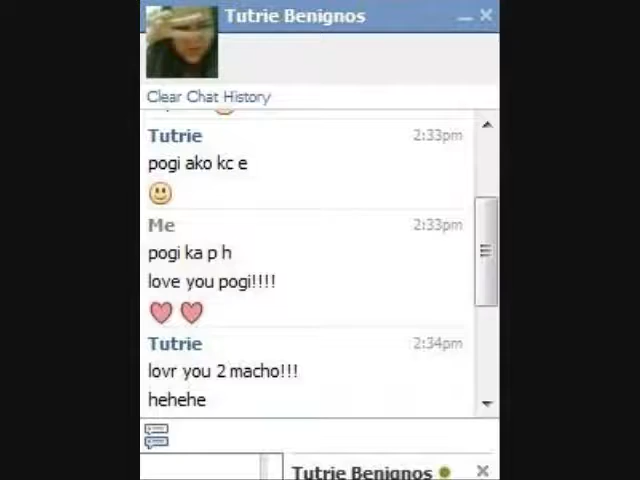 Tutrie Benignos
Clear Chat History
Tutrie 2:33pm
pogi ako kc e
Me 2:33pm
pogi ka p h
love you pogi!!!!
Tutrie 2:34pm
lovr you 2 macho!!!
hehehe
Tutrie Benignos